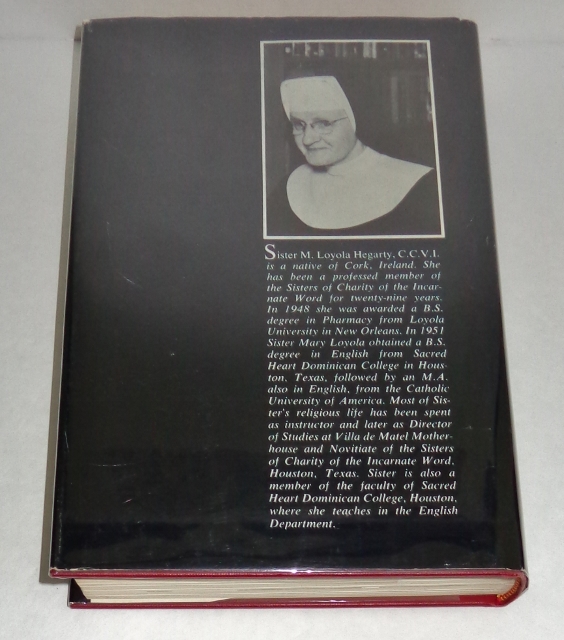 Sister M. Loyola Hegarty, C.C.V.I.
is a native of Cork, Ireland. She
has been a professed member of
the Sisters of Charity of the Incar-
nate Word for twenty-nine years.
In 1948 she was awarded a B.S.
degree in Pharmacy from Loyola
University in New Orleans. In 1951
Sister Mary Loyola obtained a B.S.
degree in English from Sacred
Heart Dominican College in Hous-
ton, Texas, followed by an M.A.
also in English, from the Catholic
University of America. Most of Sis-
ter's religious life has been spent
as instructor and later as Director
of Studies at Villa de Matel Mother-
house and Novitiate of the Sisters
of Charity of the Incarnate Word,
Houston, Texas. Sister is also a
member of the faculty of Sacred
Heart Dominican College, Houston,
where she teaches in the English
Department.